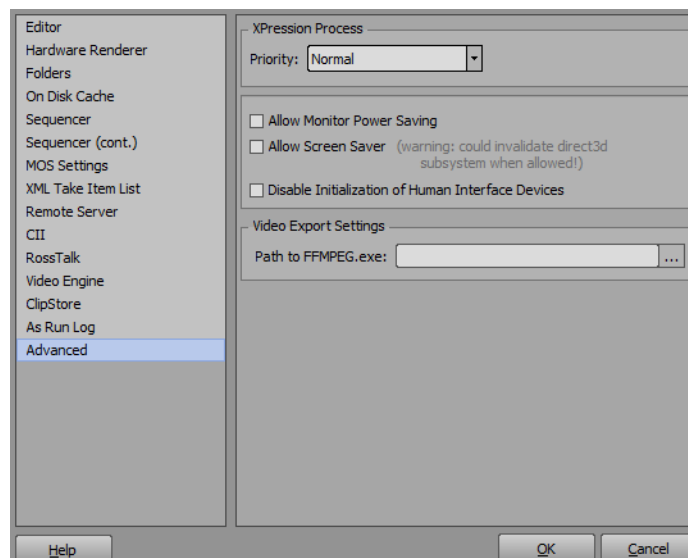 Editor
Hardware Renderer
Folders
On Disk Cache
Sequencer
Sequencer (cont.)
MOS Settings
XML Take Item List
Remote Server
CII
RossTalk
Video Engine
ClipStore
As Run Log
Advanced
XPression Process
Priority: Normal
Allow Monitor Power Saving
Allow Screen Saver (warning: could invalidate direct3d
subsystem when allowed!)
Disable Initialization of Human Interface Devices
Video Export Settings
Path to FFMPEG.exe: ...
Help
OK
Cancel